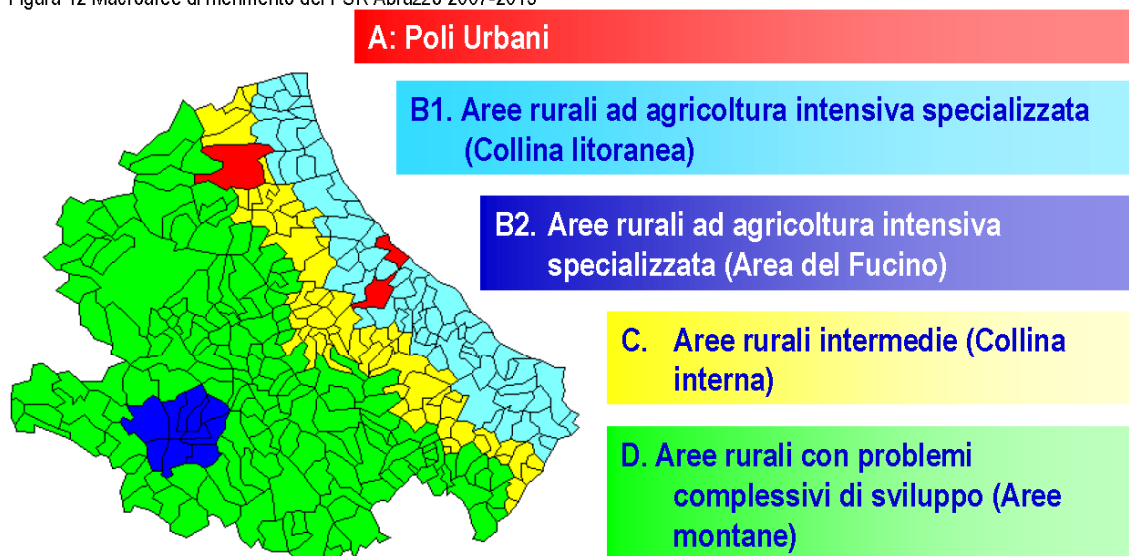 A: Poli Urbani
B1. Aree rurali ad agricoltura intensiva specializzata
(Collina litoranea)
B2. Aree rurali ad agricoltura intensiva
specializzata (Area del Fucino)
C. Aree rurali intermedie (Collina
interna)
D. Aree rurali con problemi
complessivi di sviluppo (Aree
montane)